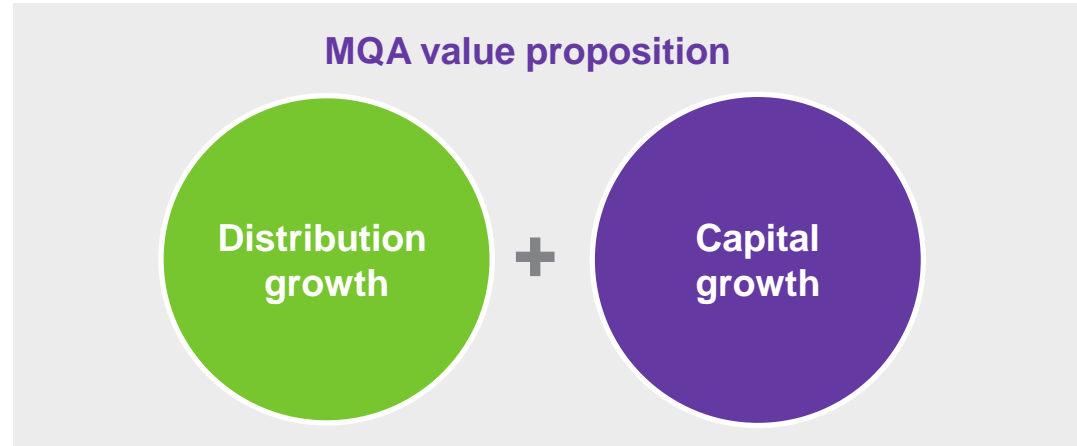 MQA value proposition
Distribution
growth
+
Capital
growth